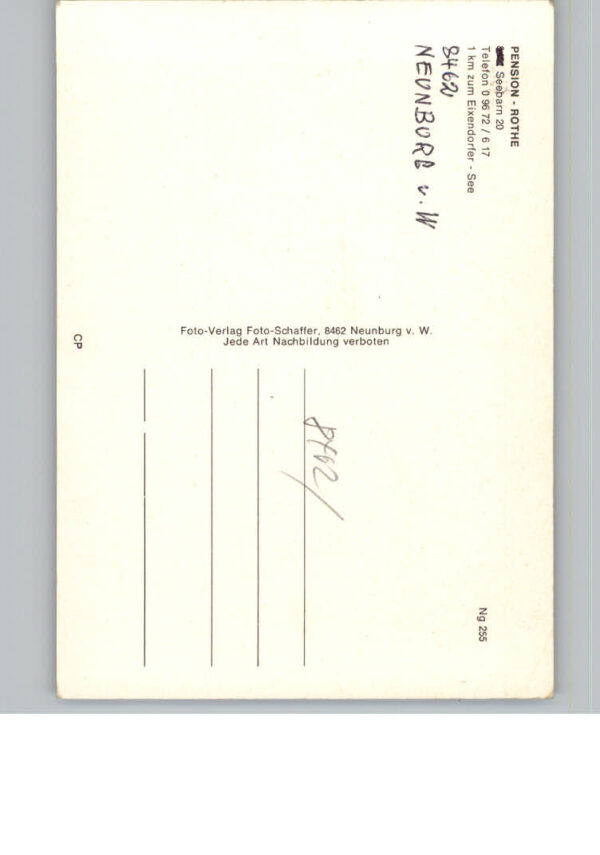 PENSION - ROTHE
Seebarn 20
Telefon 0 96 72 / 6 17
1 km zum Eixendorfer - See
8462
NEUNBURG v. W
Foto-Verlag Foto-Schaffer, 8462 Neunburg v. W.
Jede Art Nachbildung verboten
CP
8462/
Ng 255